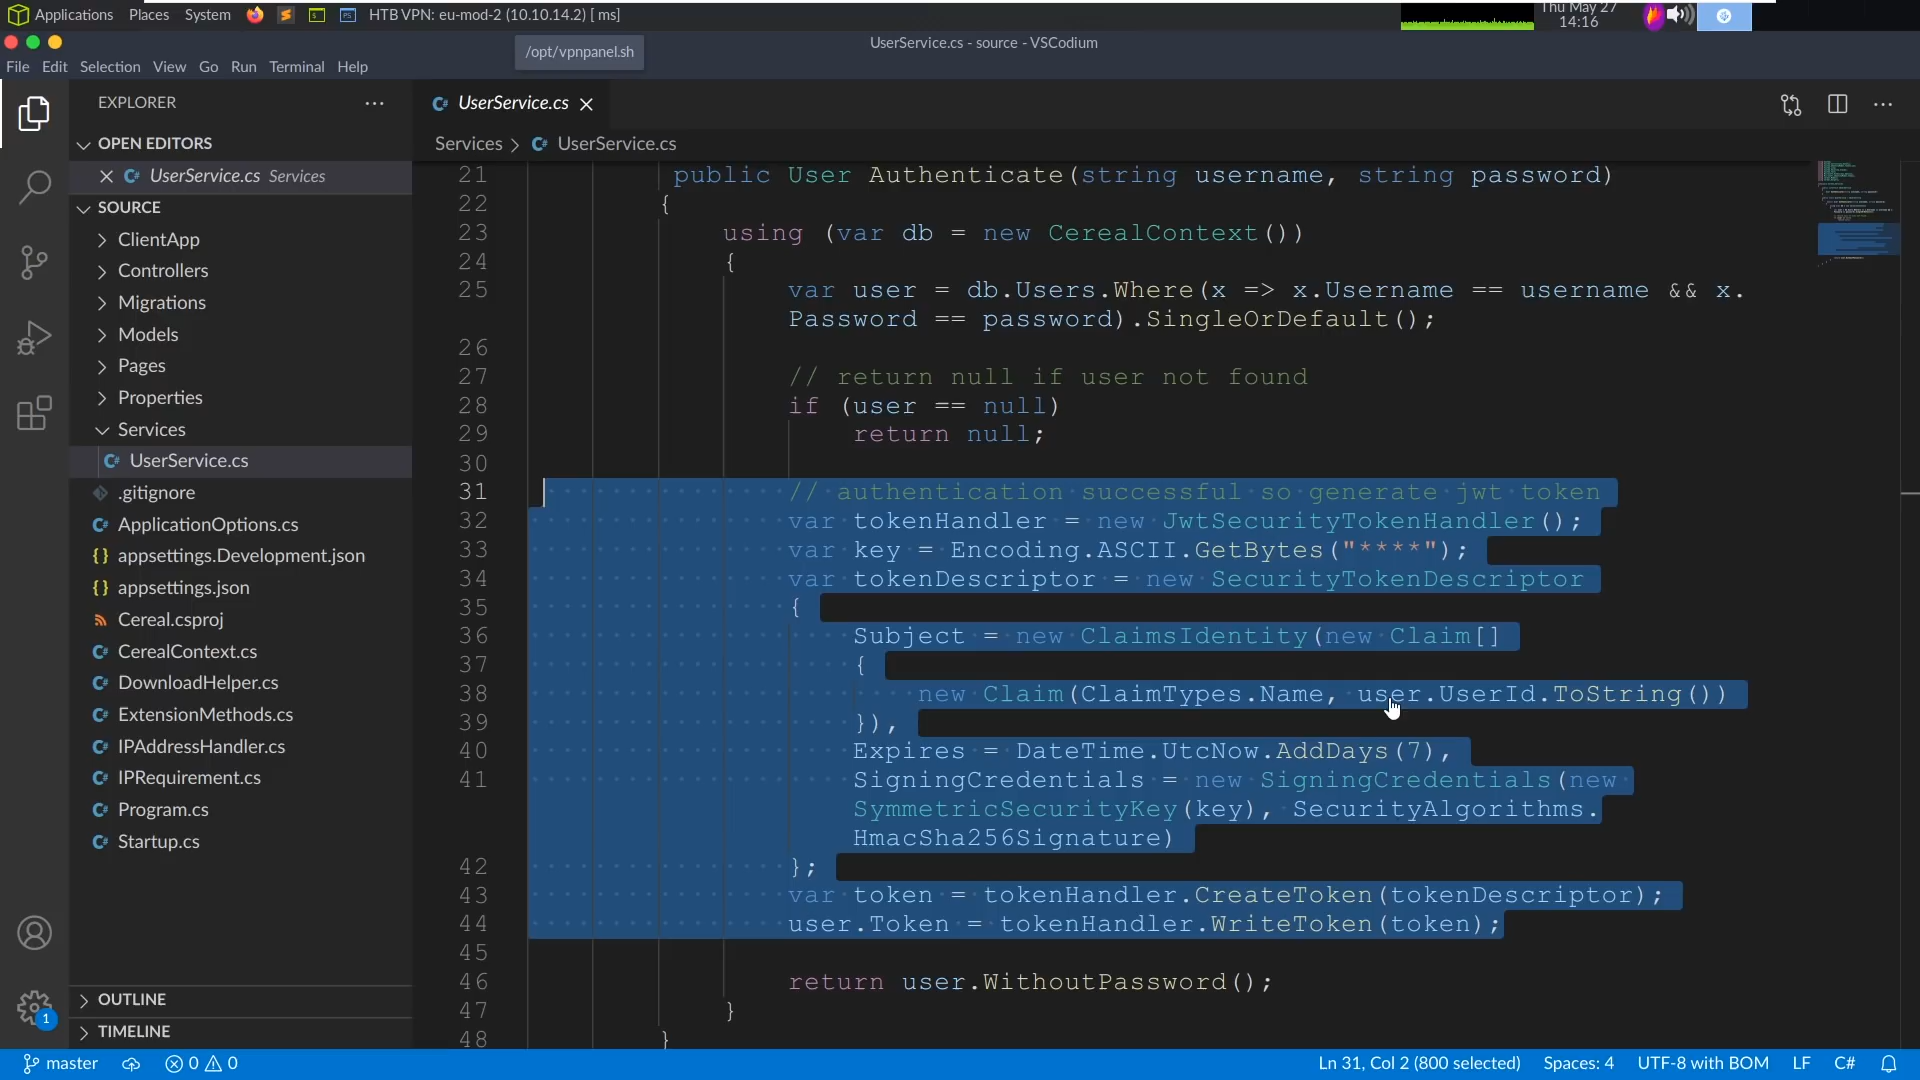 Applications Places System HTB VPN: eu-mod-2 (10.10.14.2) [ ms]
Thu May 27
14:16
UserService.cs - source - VSCodium
/opt/vpnpanel.sh
File Edit Selection View Go Run Terminal Help
EXPLORER
OPEN EDITORS
UserService.cs Services
SOURCE
ClientApp
Controllers
Migrations
Models
Pages
Properties
Services
UserService.cs
.gitignore
ApplicationOptions.cs
appsettings.Development.json
appsettings.json
Cereal.csproj
CerealContext.cs
DownloadHelper.cs
ExtensionMethods.cs
IPAddressHandler.cs
IPRequirement.cs
Program.cs
Startup.cs
OUTLINE
TIMELINE
1
UserService.cs
Services > UserService.cs
21 public User Authenticate(string username, string password)
22 {
23 using (var db = new CerealContext())
24 {
25 var user = db.Users.Where(x => x.Username == username && x.
Password == password).SingleOrDefault();
26
27 // return null if user not found
28 if (user == null)
29 return null;
30
31 // authentication successful so generate jwt token
32 var tokenHandler = new JwtSecurityTokenHandler();
33 var key = Encoding.ASCII.GetBytes("****");
34 var tokenDescriptor = new SecurityTokenDescriptor
35 {
36 Subject = new ClaimsIdentity(new Claim[]
37 {
38 new Claim(ClaimTypes.Name, user.UserId.ToString())
39 }),
40 Expires = DateTime.UtcNow.AddDays(7),
41 SigningCredentials = new SigningCredentials(new
SymmetricSecurityKey(key), SecurityAlgorithms.
HmacSha256Signature)
42 };
43 var token = tokenHandler.CreateToken(tokenDescriptor);
44 user.Token = tokenHandler.WriteToken(token);
45
46 return user.WithoutPassword();
47 }
48 }
master 0 0 Ln 31, Col 2 (800 selected) Spaces: 4 UTF-8 with BOM LF C#